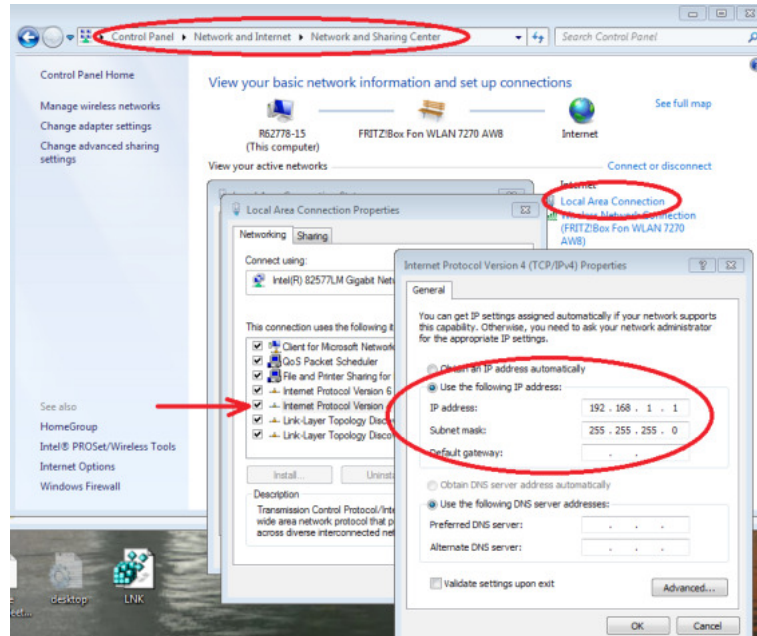 Control Panel ▸ Network and Internet ▸ Network and Sharing Center
Search Control Panel
Control Panel Home
Manage wireless networks
Change adapter settings
Change advanced sharing
settings
See also
HomeGroup
Intel® PROSet/Wireless Tools
Internet Options
Windows Firewall
View your basic network information and set up connections
See full map
R62778-15
(This computer)
FRITZ!Box Fon WLAN 7270 AWB
Internet
View your active networks
Connect or disconnect
Internet
Local Area Connection
Wireless Network Connection
(FRITZ!Box Fon WLAN 7270
AWB)
Local Area Connection Properties
Networking
Sharing
Connect using:
Intel(R) 82577LM Gigabit
This connection uses the following
Client for Microsoft
QoS Packet Scheduler
File and Printer Sharing for
Internet Protocol Version 6
Internet Protocol Version
Link-Layer Topology
Link-Layer Topology
Install...
Description
Transmission Control
wide area network protocol that
across diverse interconnected
Internet Protocol Version 4 (TCP/IPv4) Properties
General
You can get IP settings assigned automatically if your network supports
this capability. Otherwise, you need to ask your network administrator
for the appropriate IP settings.
Obtain an IP address automatically
Use the following IP address:
IP address:
192 . 168 . 1 . 1
Subnet mask:
255 . 255 . 255 . 0
Default gateway:
. . .
Obtain DNS server address automatically
Use the following DNS server addresses:
Preferred DNS server:
. . .
Alternate DNS server:
. . .
Validate settings upon exit
Advanced...
OK
Cancel
desktop
LNK